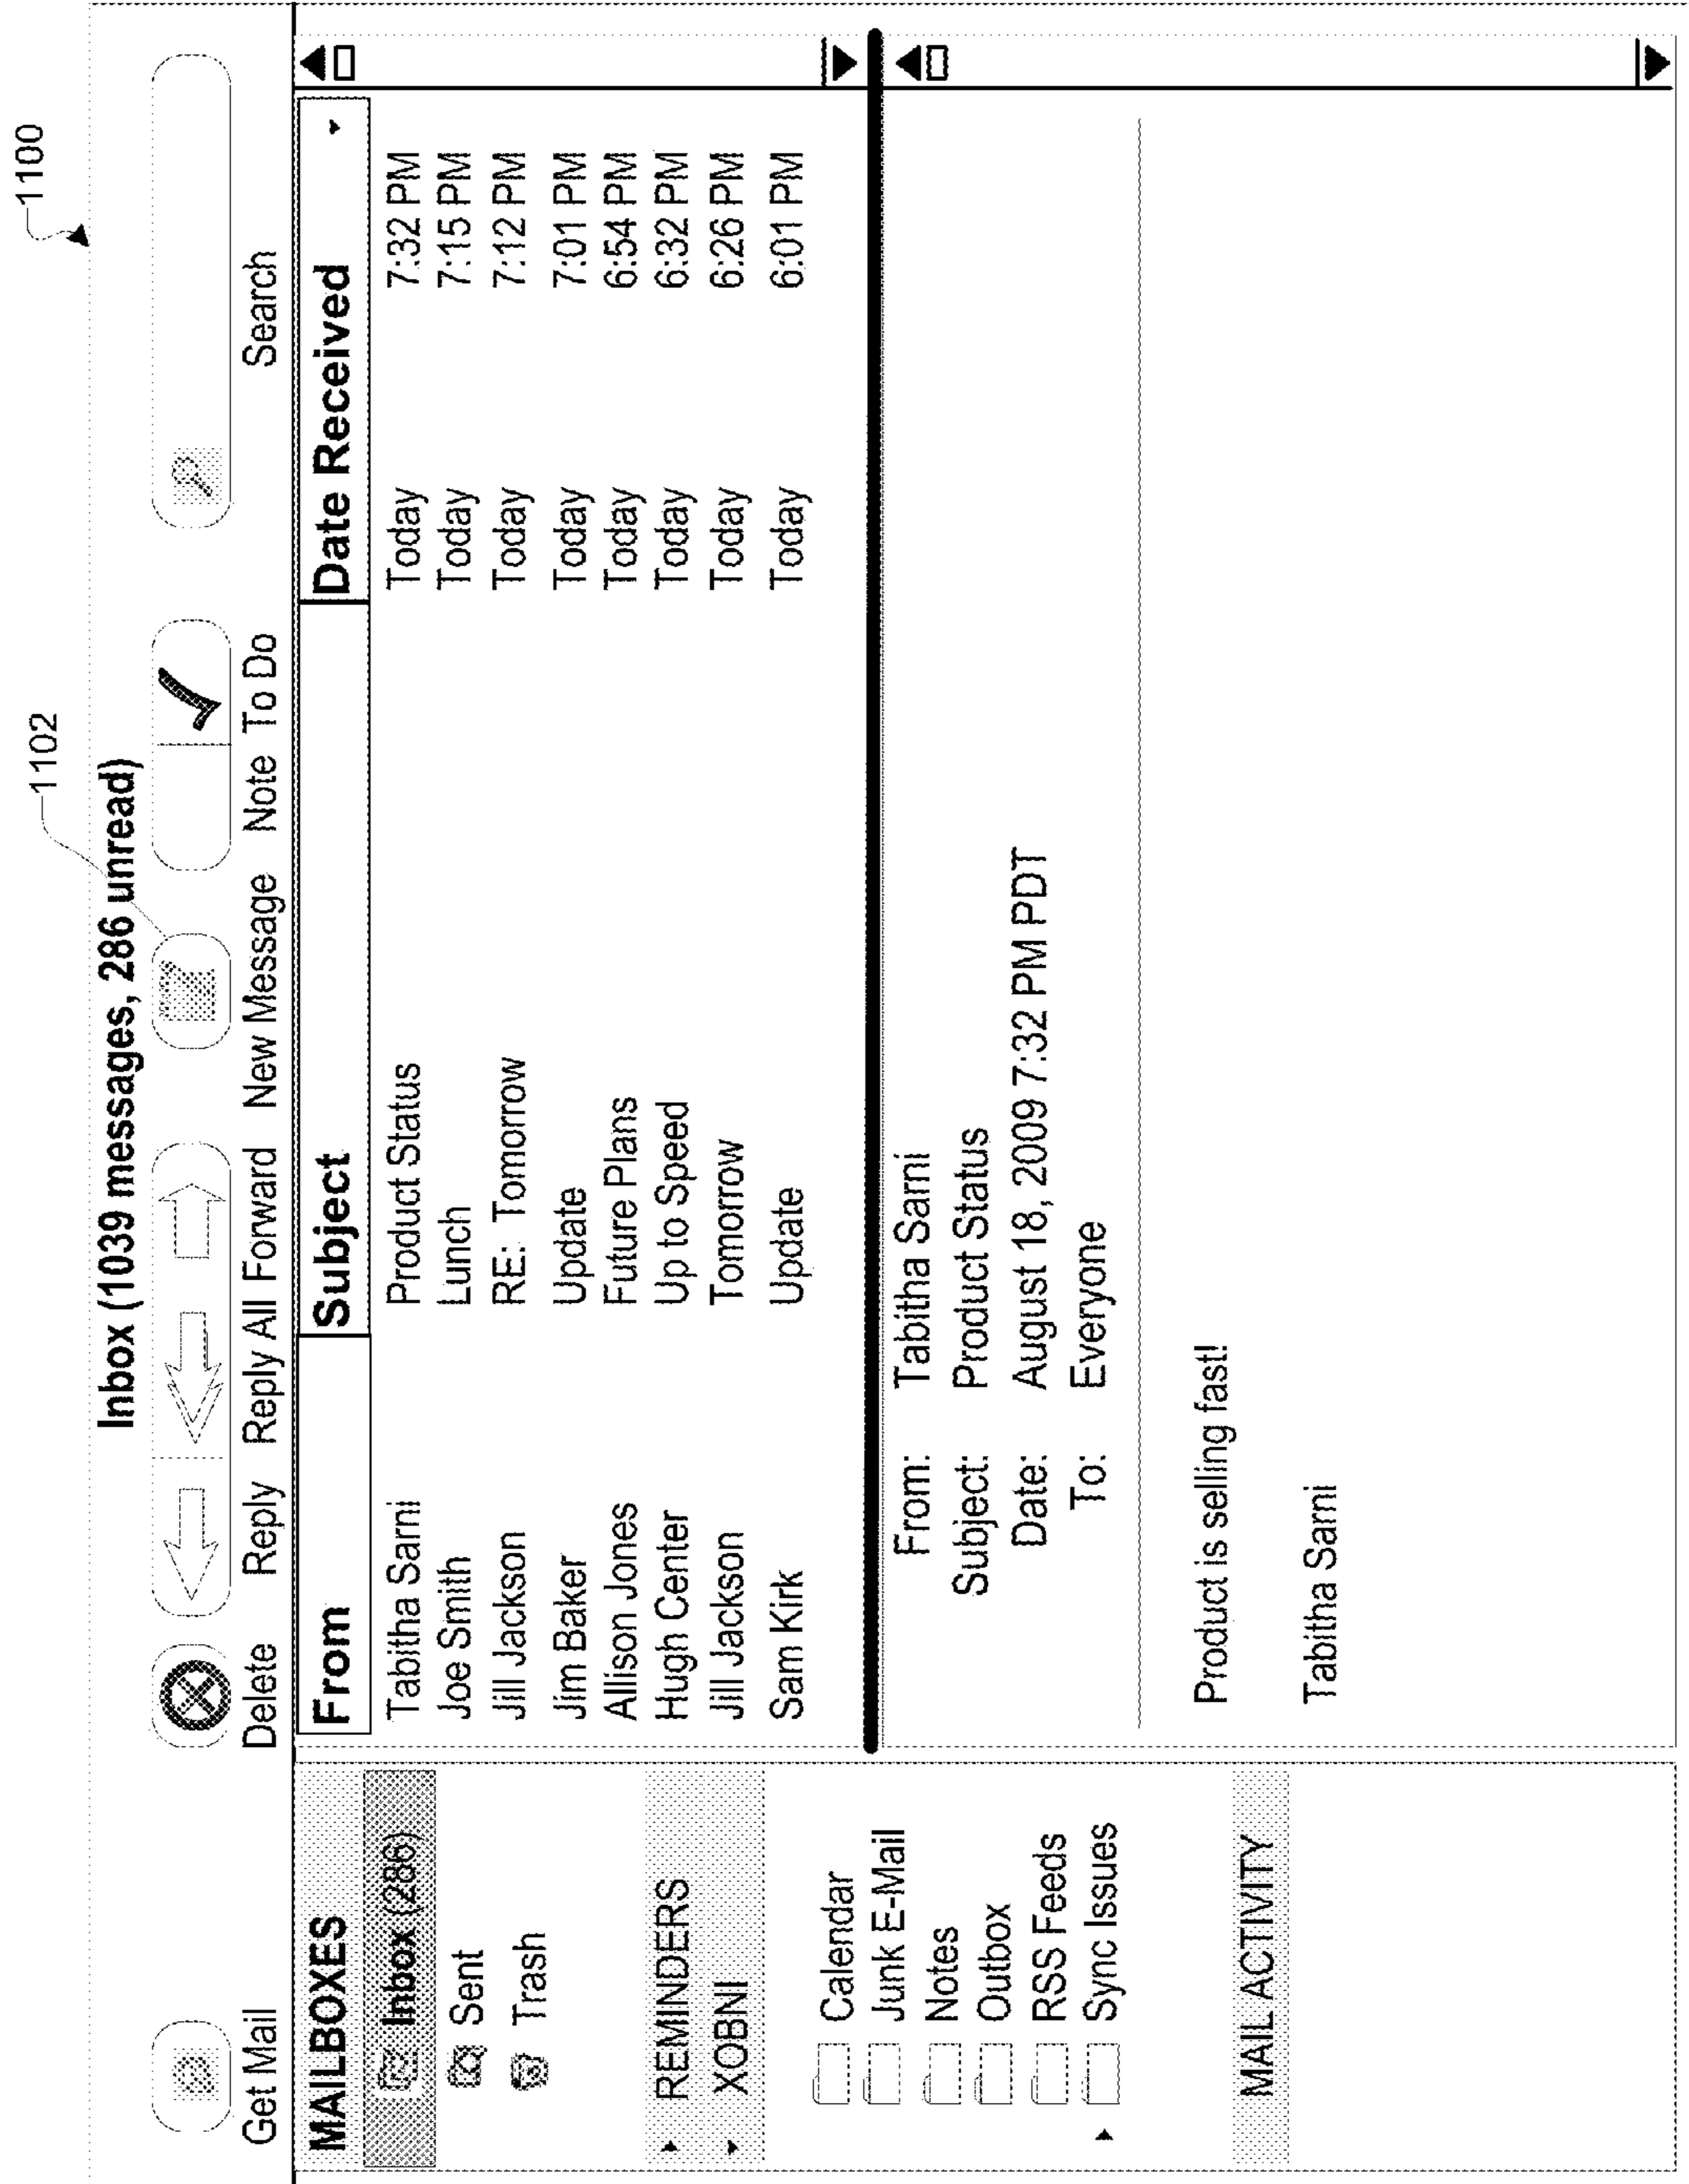 1100
1102
Inbox (1039 messages, 286 unread)
Get Mail Delete Reply Reply All Forward New Message Note To Do Search
MAILBOXES
Inbox (286)
Sent
Trash
REMINDERS
XOBNI
Calendar
Junk E-Mail
Notes
Outbox
RSS Feeds
Sync Issues
MAIL ACTIVITY
From Subject Date Received
Tabitha Sarni Product Status Today 7:32 PM
Joe Smith Lunch Today 7:15 PM
Jill Jackson RE: Tomorrow Today 7:12 PM
Jim Baker Update Today 7:01 PM
Allison Jones Future Plans Today 6:54 PM
Hugh Center Up to Speed Today 6:32 PM
Jill Jackson Tomorrow Today 6:26 PM
Sam Kirk Update Today 6:01 PM
From: Tabitha Sarni
Subject: Product Status
Date: August 18, 2009 7:32 PM PDT
To: Everyone
Product is selling fast!
Tabitha Sarni